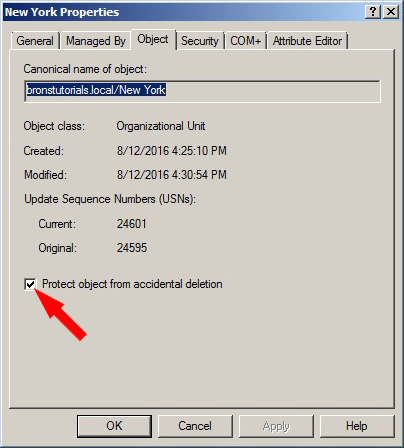 New York Properties
General Managed By Object Security COM+ Attribute Editor
Canonical name of object:
bronstutorials.local/New York
Object class: Organizational Unit
Created: 8/12/2016 4:25:10 PM
Modified: 8/12/2016 4:30:54 PM
Update Sequence Numbers (USNs):
Current: 24601
Original: 24595
Protect object from accidental deletion
OK Cancel Apply Help